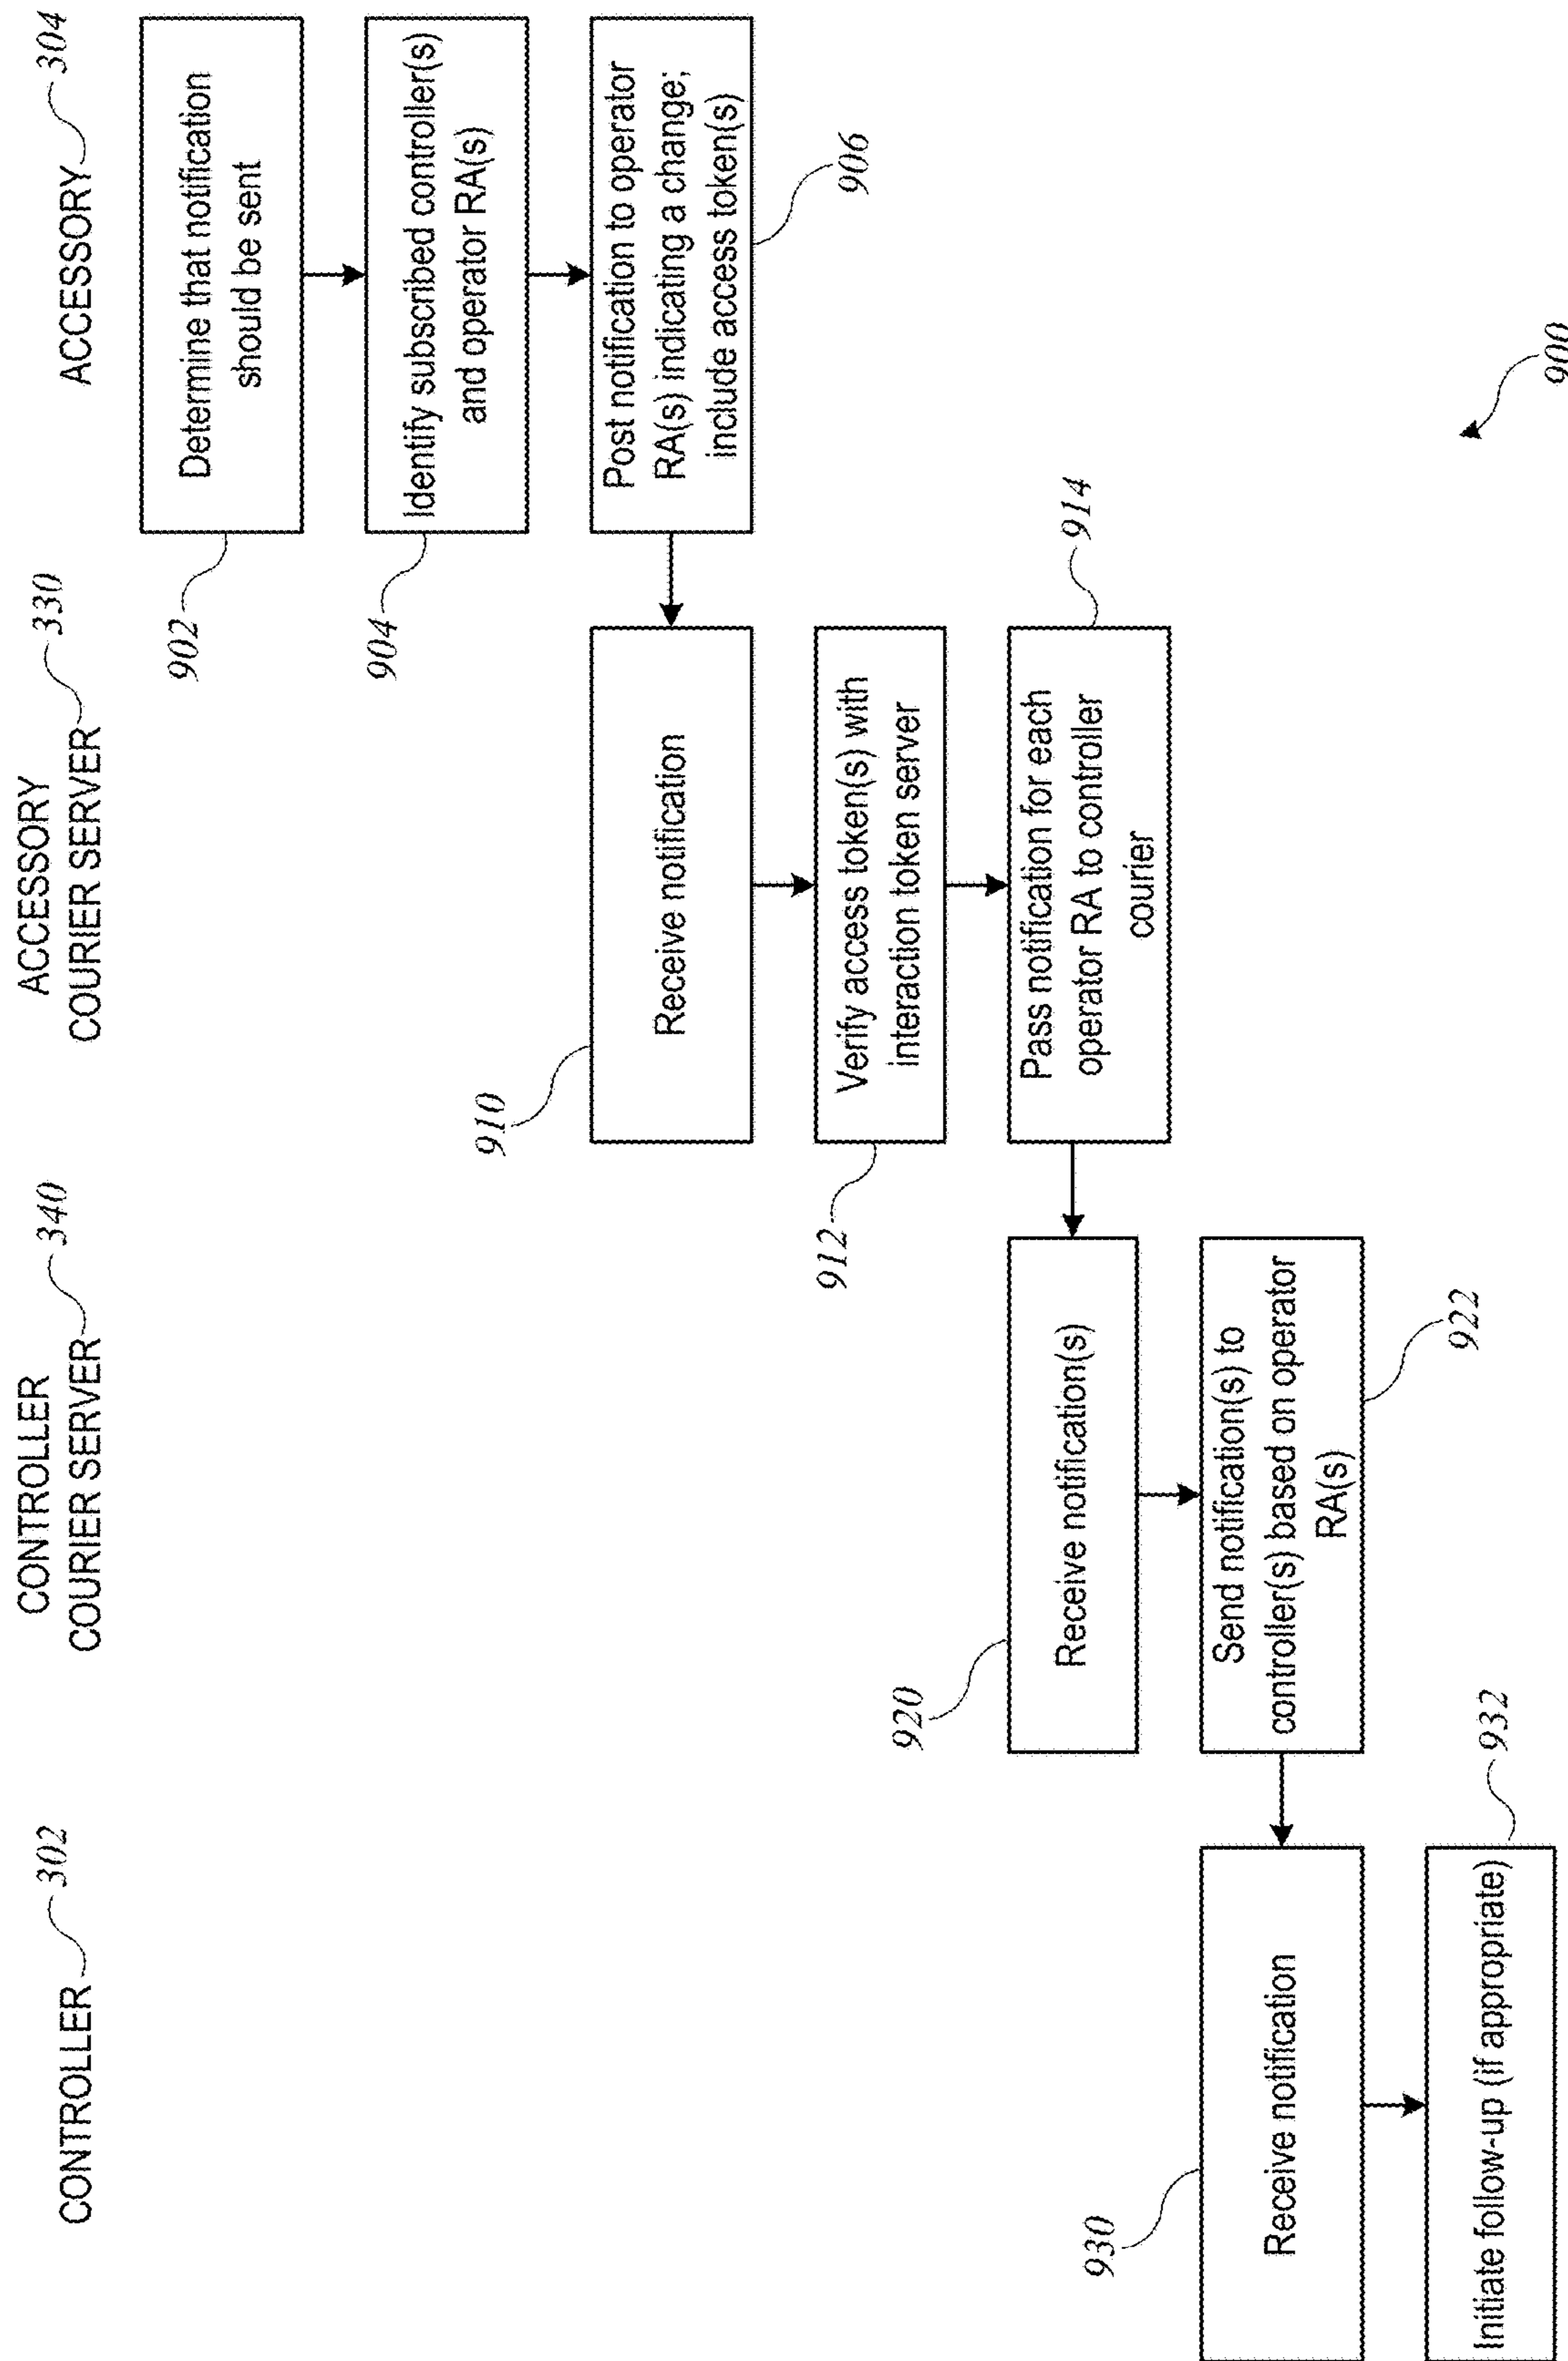 CONTROLLER 302
CONTROLLER
COURIER SERVER 340
ACCESSORY
COURIER SERVER 330
ACCESSORY 304
902
Determine that notification
should be sent
904
Identify subscribed controller(s)
and operator RA(s)
Post notification to operator
RA(s) indicating a change;
include access token(s)
906
910
Receive notification
912
Verify access token(s) with
interaction token server
Pass notification for each
operator RA to controller
courier
914
920
Receive notification(s)
Send notification(s) to
controller(s) based on operator
RA(s)
922
930
Receive notification
Initiate follow-up (if appropriate)
932
900